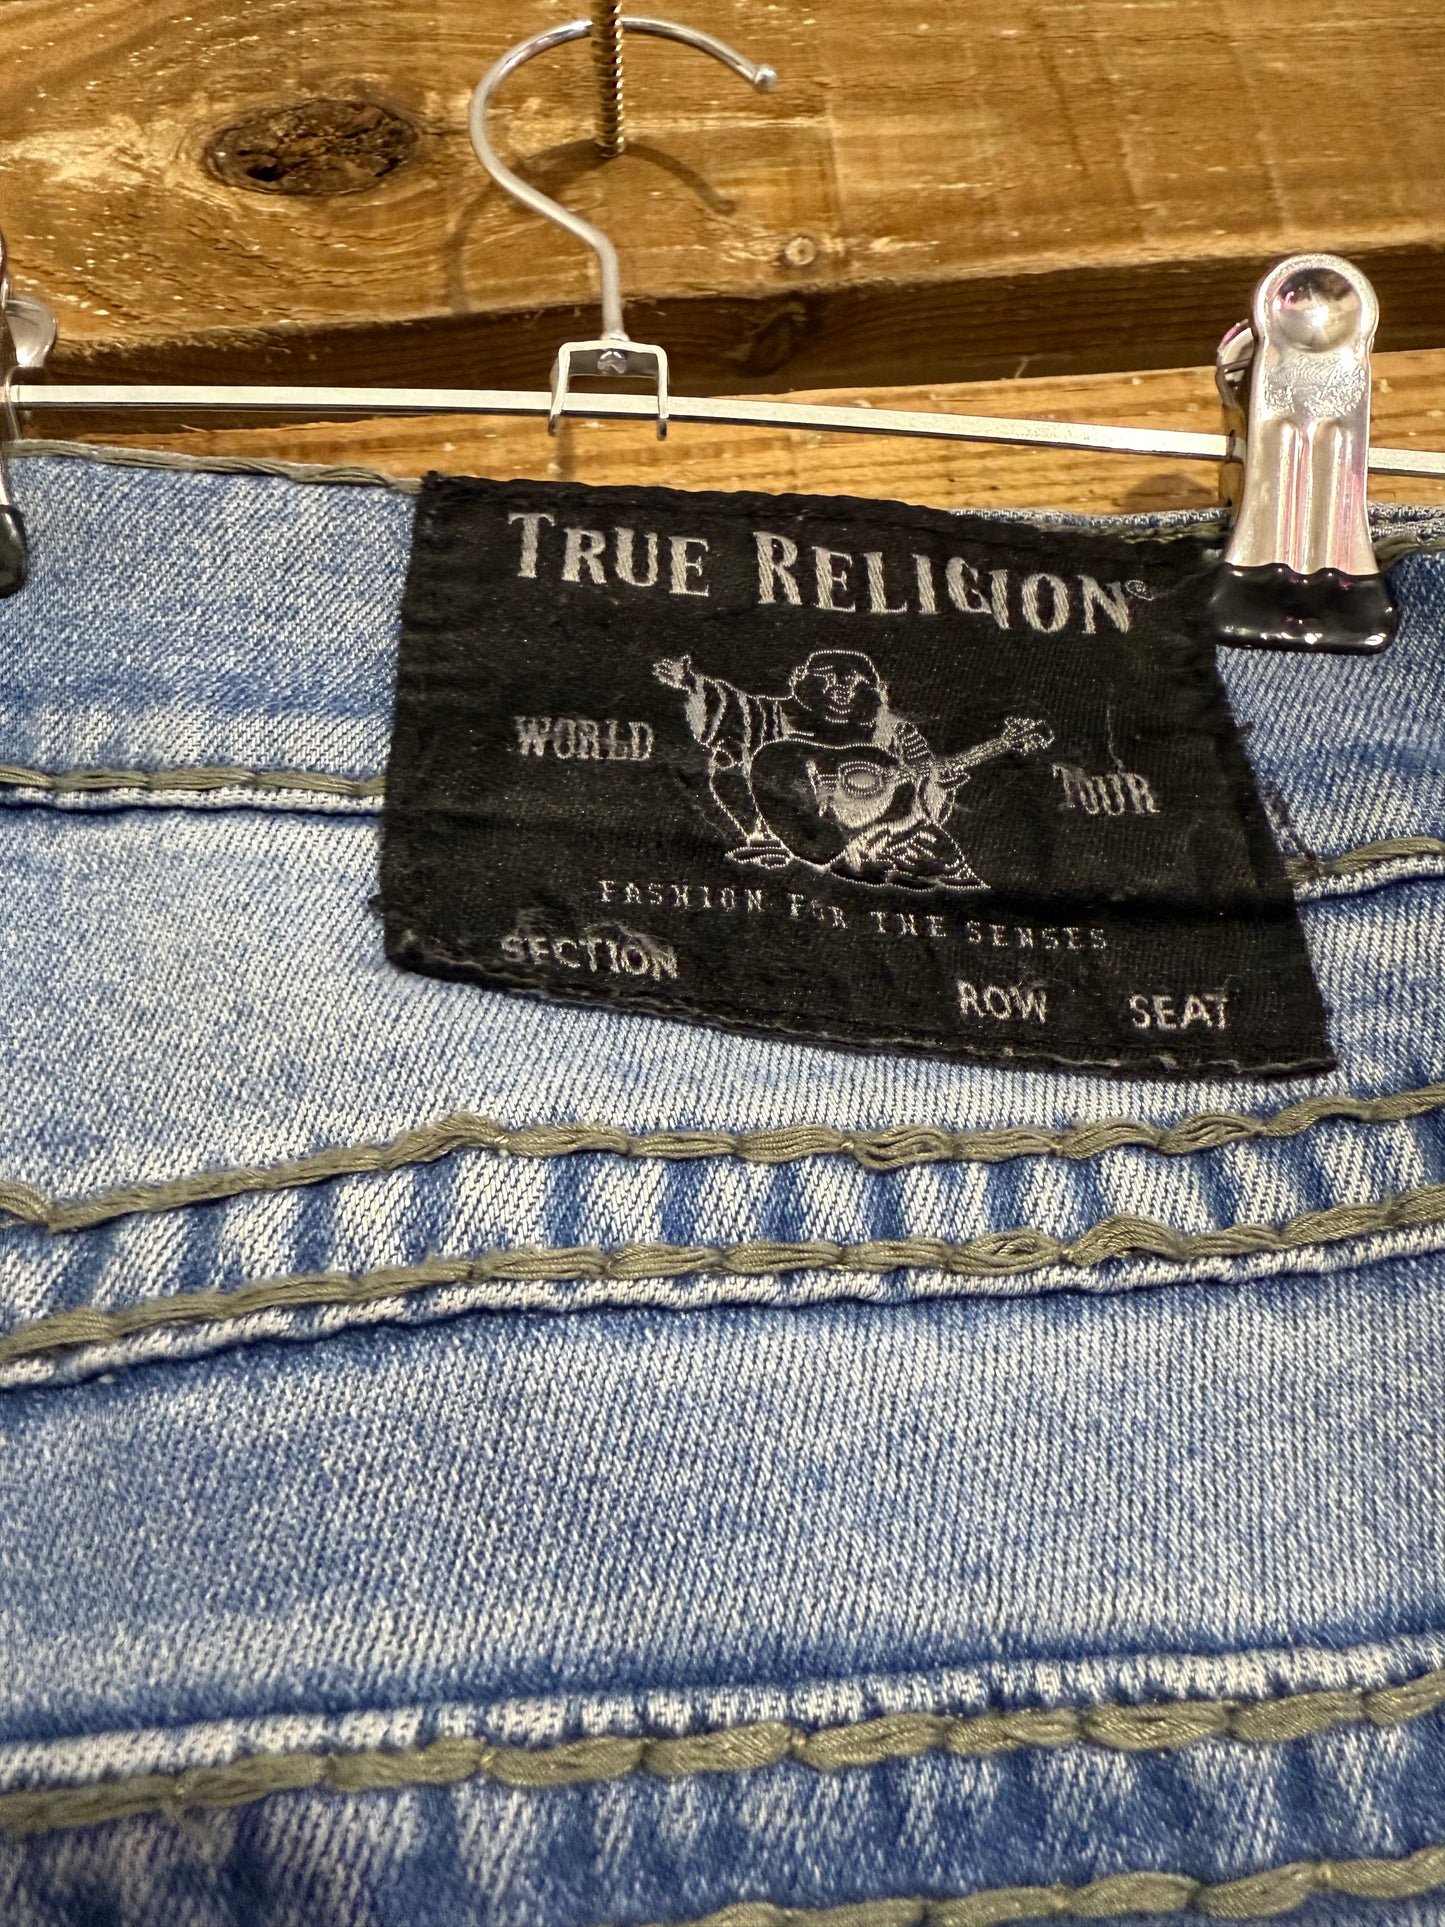 TRUE RELIGION®
WORLD TOUR
FASHION FOR THE SENSES
SECTION ROW SEAT